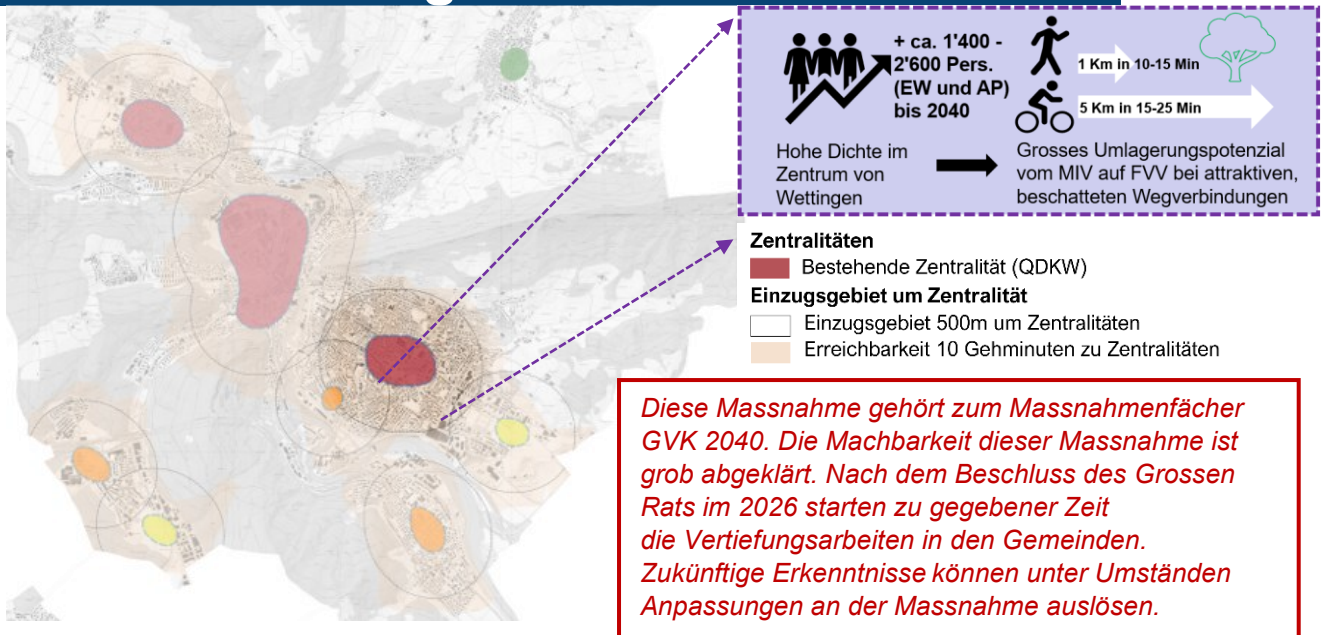 + ca. 1'400 -
2'600 Pers.
(EW und AP)
bis 2040
1 Km in 10-15 Min
5 Km in 15-25 Min
Hohe Dichte im
Zentrum von
Wettingen
Grosses Umlagerungspotenzial
vom MIV auf FVV bei attraktiven,
beschatteten Wegverbindungen
Zentralitäten
Bestehende Zentralität (QDKW)
Einzugsgebiet um Zentralität
Einzugsgebiet 500m um Zentralitäten
Erreichbarkeit 10 Gehminuten zu Zentralitäten
Diese Massnahme gehört zum Massnahmenfächer
GVK 2040. Die Machbarkeit dieser Massnahme ist
grob abgeklärt. Nach dem Beschluss des Grossen
Rats im 2026 starten zu gegebener Zeit
die Vertiefungsarbeiten in den Gemeinden.
Zukünftige Erkenntnisse können unter Umständen
Anpassungen an der Massnahme auslösen.